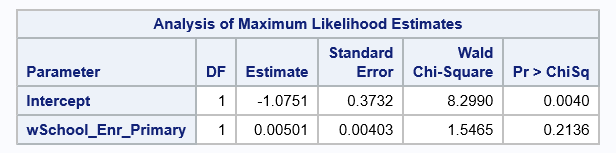 Analysis of Maximum Likelihood Estimates
Parameter DF Estimate Standard Error Wald Chi-Square Pr > ChiSq
Intercept 1 -1.0751 0.3732 8.2990 0.0040
wSchool_Enr_Primary 1 0.00501 0.00403 1.5465 0.2136